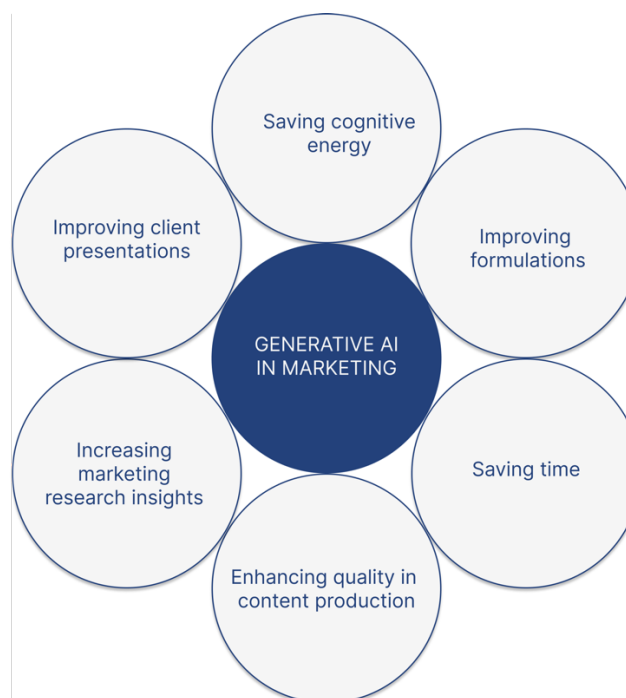 Saving cognitive
energy
Improving client
presentations
Improving
formulations
GENERATIVE AI
IN MARKETING
Increasing
marketing
research insights
Saving time
Enhancing quality in
content production